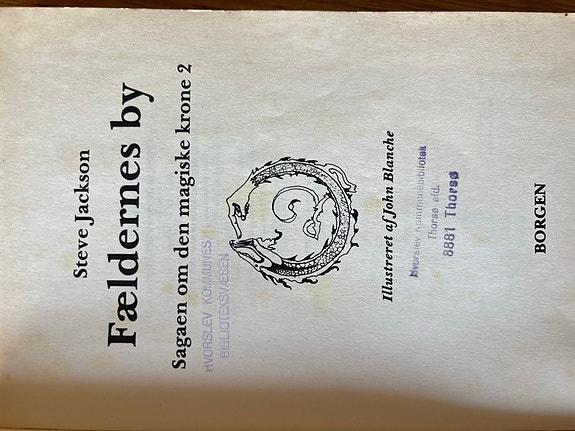 Steve Jackson
Fældernes by
Sagaen om den magiske krone 2
HVORSLEV KOMMUNES
BIBLIOTEKSVÆSEN
Illustreret af John Blanche
Hvorslev Kommunebibliotek
Thorsø afd.
8881 Thorsø
BORGEN